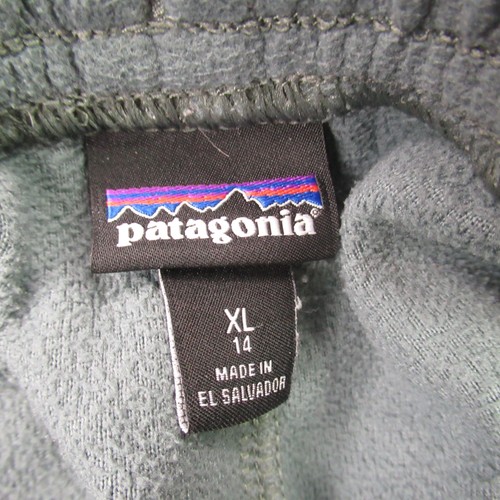 patagonia®
XL
14
MADE IN
EL SALVADOR